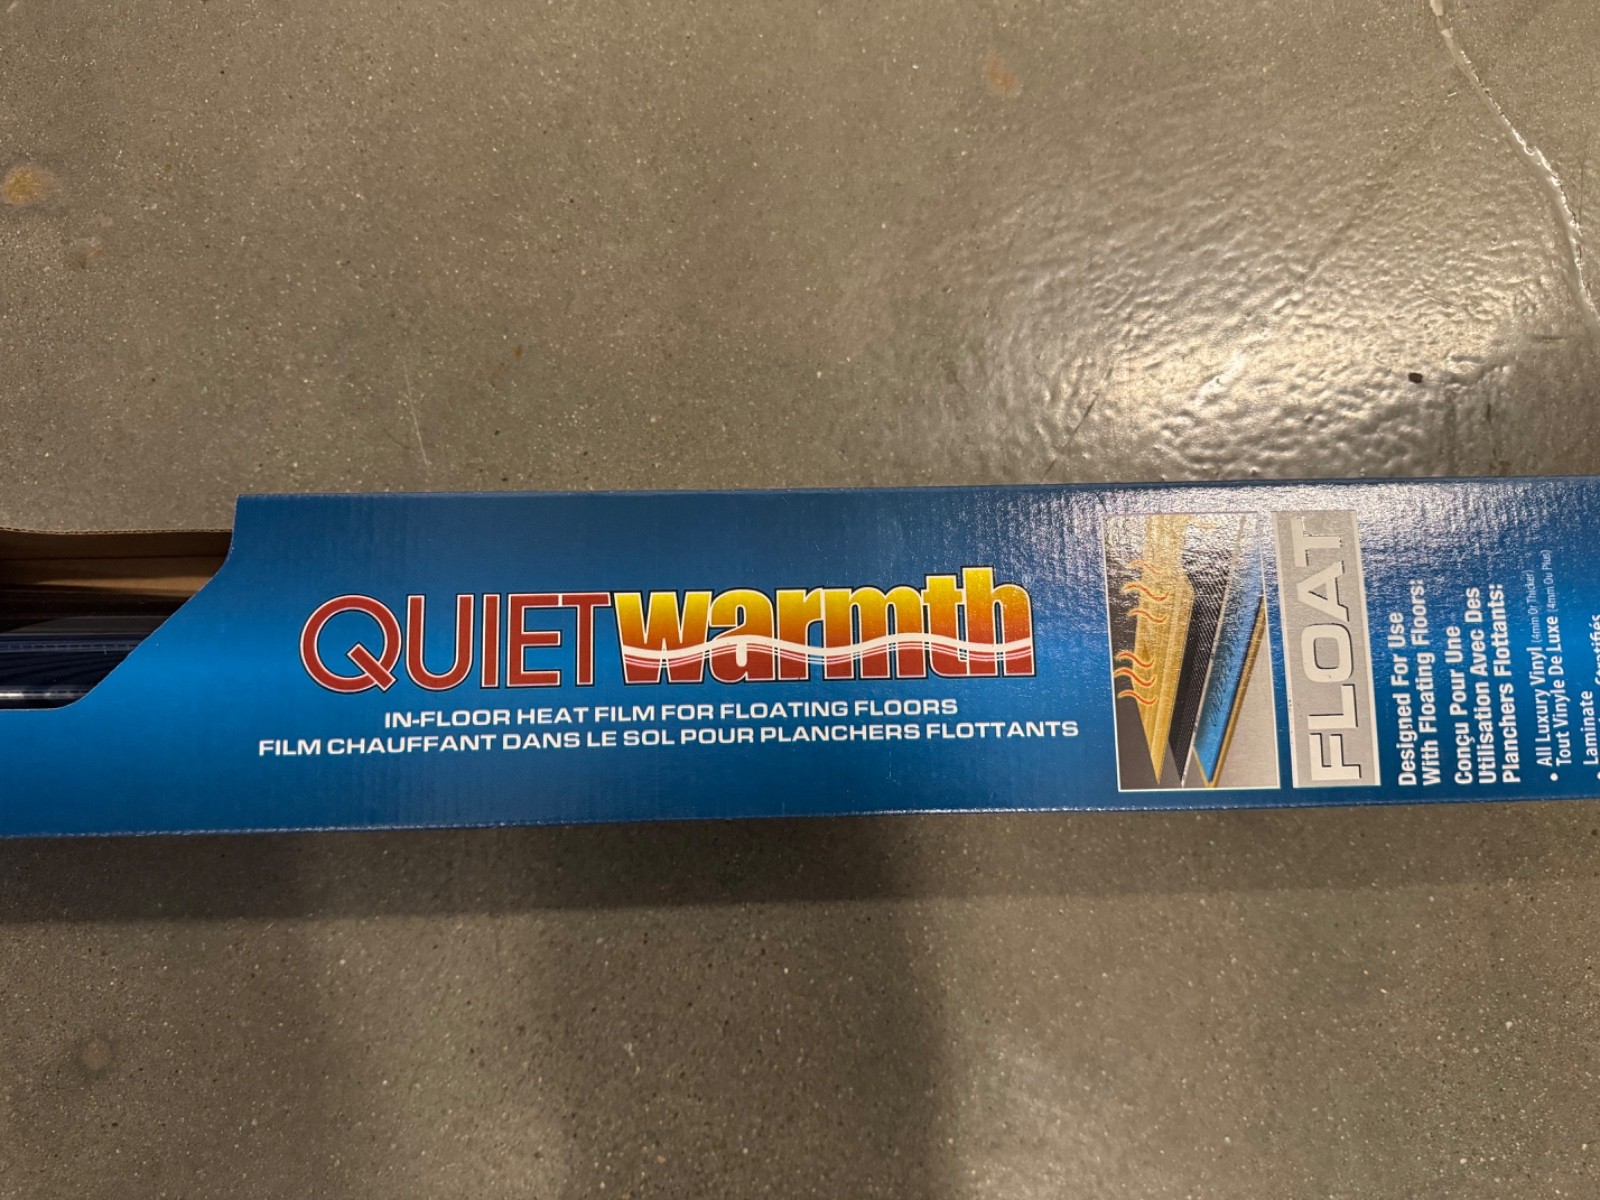 QUIETwarmth
IN-FLOOR HEAT FILM FOR FLOATING FLOORS
FILM CHAUFFANT DANS LE SOL POUR PLANCHERS FLOTTANTS
FLOAT
Designed For Use
With Floating Floors:
Conçu Pour Une
Utilisation Avec Des
Planchers Flottants:
• All Luxury Vinyl (4mm Or Thicker)
Tout Vinyle De Luxe (4mm Ou Plus)
Laminate